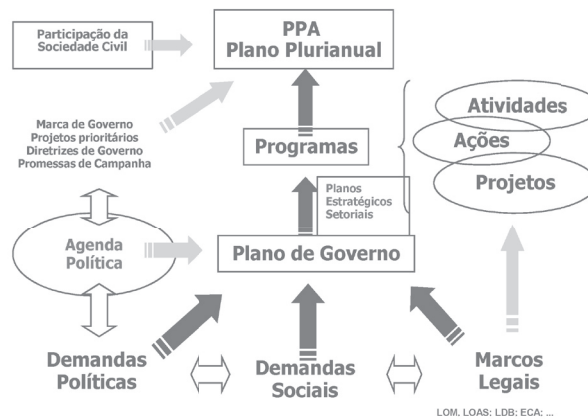 Participação da
Sociedade Civil
PPA
Plano Plurianual
Marca de Governo
Projetos prioritários
Diretrizes de Governo
Promessas de Campanha
Programas
Atividades
Ações
Projetos
Planos
Estratégicos
Setoriais
Agenda
Política
Plano de Governo
Demandas
Políticas
Demandas
Sociais
Marcos
Legais
LOM, LOAS; LDB; ECA; ...